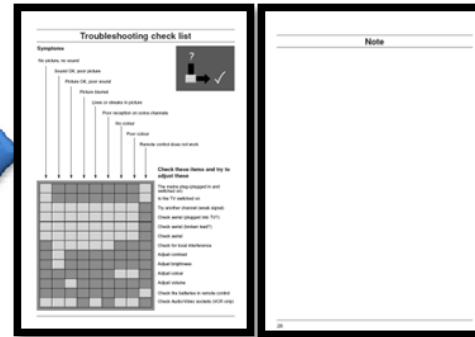 Troubleshooting check list
Symptoms
?
No picture, no sound
Sound OK, poor picture
Picture OK, poor sound
Picture blurred
Lines or streaks in picture
Poor reception on some channels
No colour
Poor colour
Remote control does not work
Check these items and try to
adjust these
The mains plug-plugged in and
switched on)
Is the TV switched on
Try another channel (weak signal)
Check aerial (plugged into TV?)
Check aerial (broken lead?)
Check aerial
Check for local interference
Adjust contrast
Adjust brightness
Adjust colour
Adjust volume
Check the batteries in remote control
Check Audio/Video sockets (VCR only)
Note
28